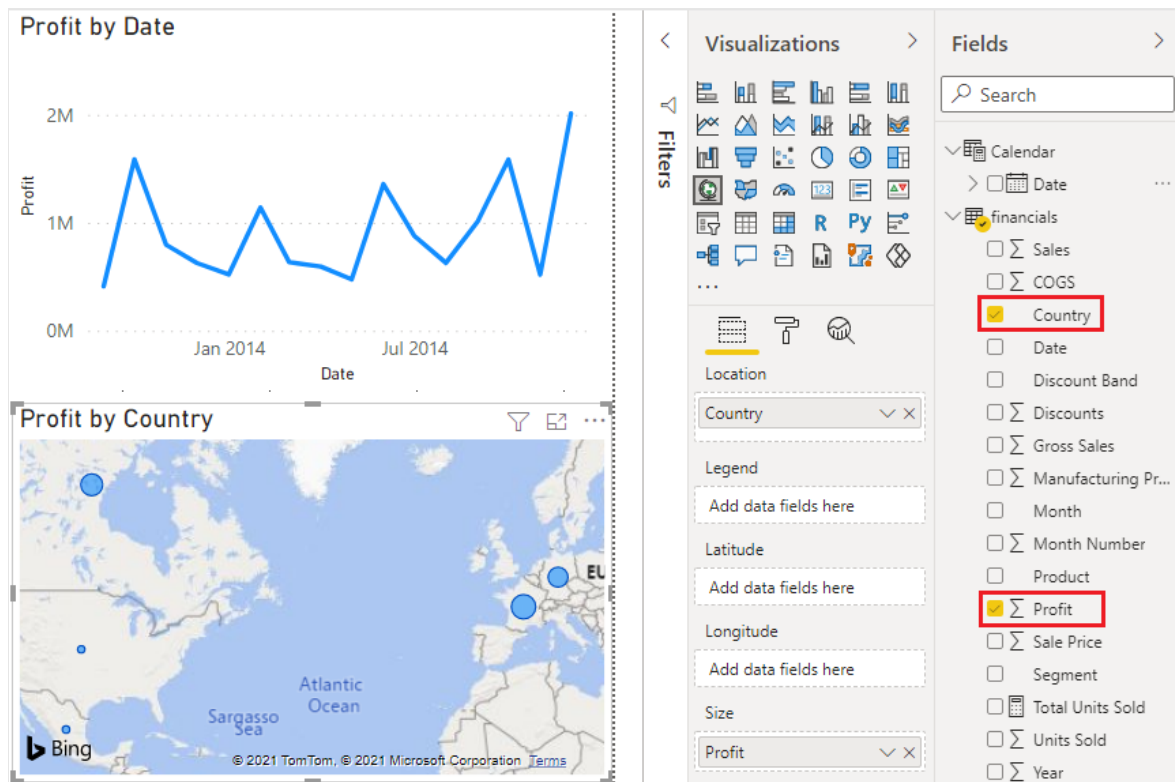 Profit by Date
2M
1M
0M
Profit
Jan 2014
Jul 2014
Date
Profit by Country
EU
Atlantic
Ocean
Sargasso
Sea
Bing
© 2021 TomTom, © 2021 Microsoft Corporation Terms
Filters
Visualizations
123
R
Py
...
Location
Country
Legend
Add data fields here
Latitude
Add data fields here
Longitude
Add data fields here
Size
Profit
Fields
Search
Calendar
Date
financials
Sales
COGS
Country
Date
Discount Band
Discounts
Gross Sales
Manufacturing Pr...
Month
Month Number
Product
Profit
Sale Price
Segment
Total Units Sold
Units Sold
Year